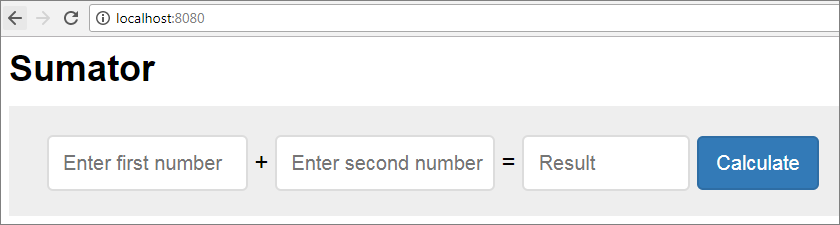 localhost:8080
Sumator
Enter first number + Enter second number = Result Calculate